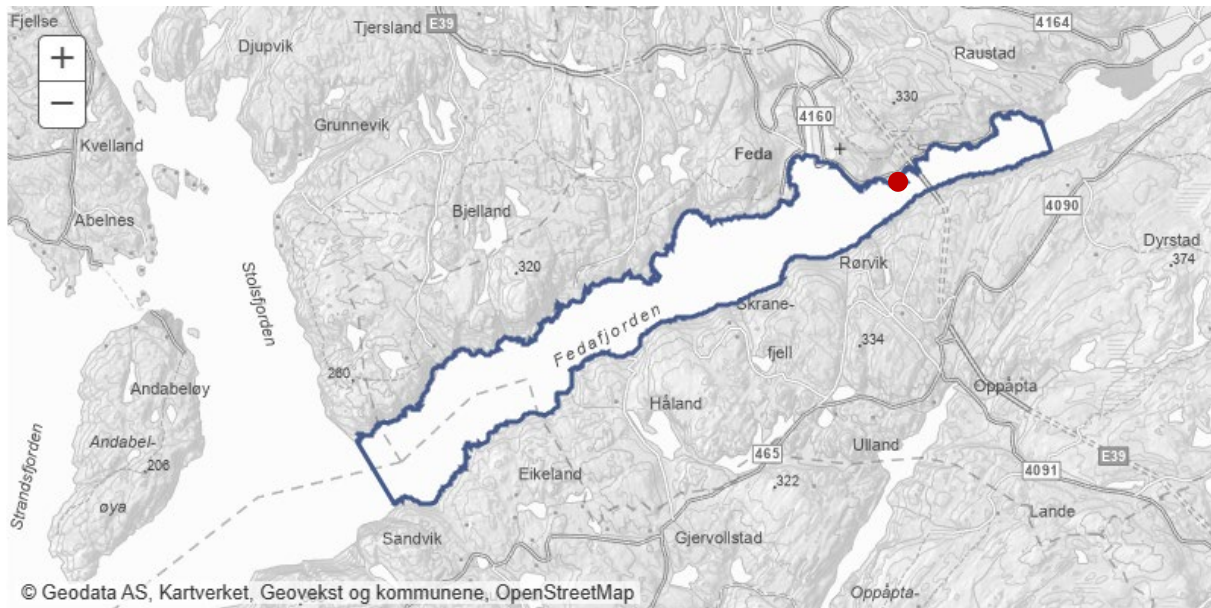 Fjellse
Tjersland
E39
4164
Djupvik
Raustad
+
−
330
Grunnevik
4160
Kvelland
Feda
Bjelland
4090
Abelnes
Dyrstad
374
Stolsfjorden
320
Rørvik
Fedafjorden
Skrane-
fjell
334
260
Andabeløy
Oppåpta
Håland
Andabel-
øya
206
Ulland
465
E39
4091
Strandsfjorden
Eikeland
322
Lande
Sandvik
Gjervollstad
Oppåpta-
© Geodata AS, Kartverket, Geovekst og kommunene, OpenStreetMap